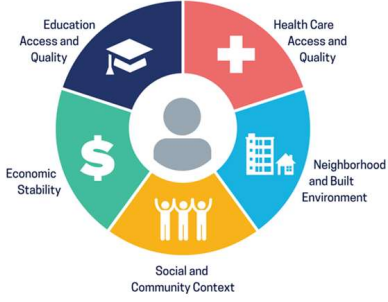 Education
Access and
Quality
Health Care
Access and
Quality
Economic
Stability
Neighborhood
and Built
Environment
Social and
Community Context